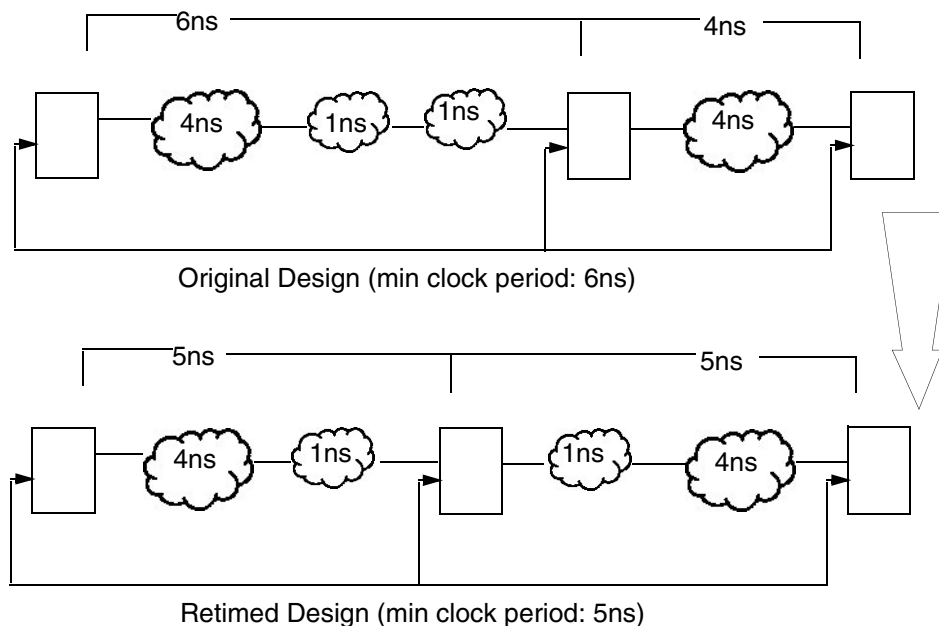 6ns 4ns
4ns 1ns 1ns 4ns
Original Design (min clock period: 6ns)
5ns 5ns
4ns 1ns 1ns 4ns
Retimed Design (min clock period: 5ns)